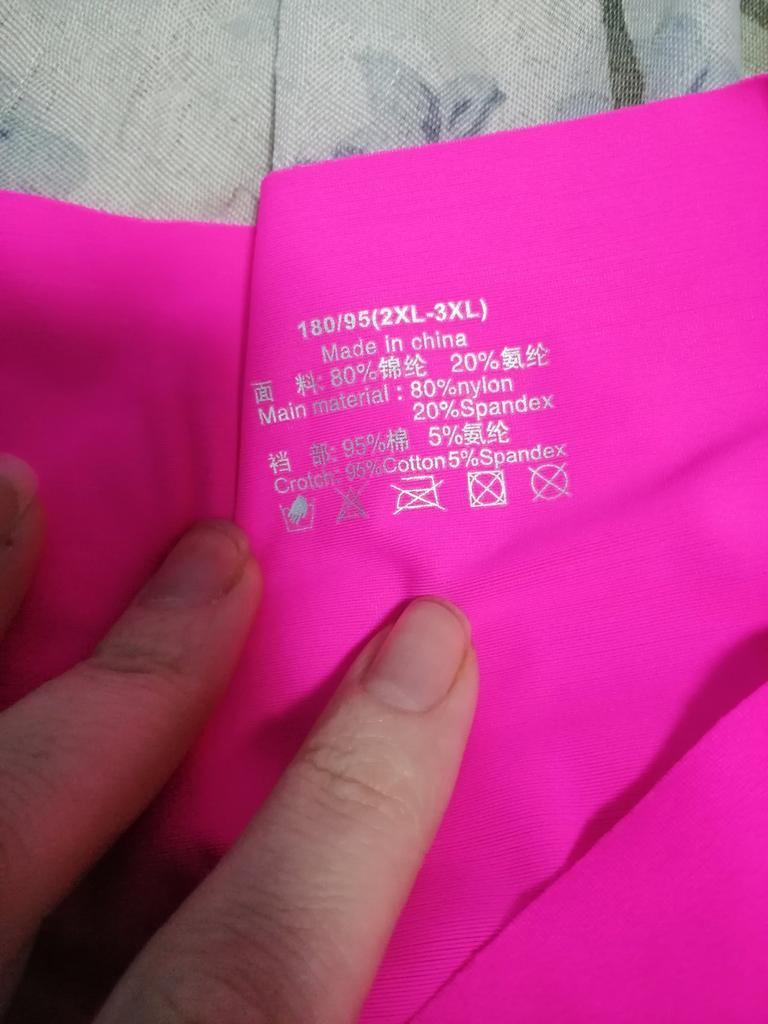 180/95(2XL-3XL)
Made in china
面 料: 80%锦纶 20%氨纶
Main material : 80%nylon
20%Spandex
裆 部: 95%棉 5%氨纶
Crotch: 95%Cotton5%Spandex